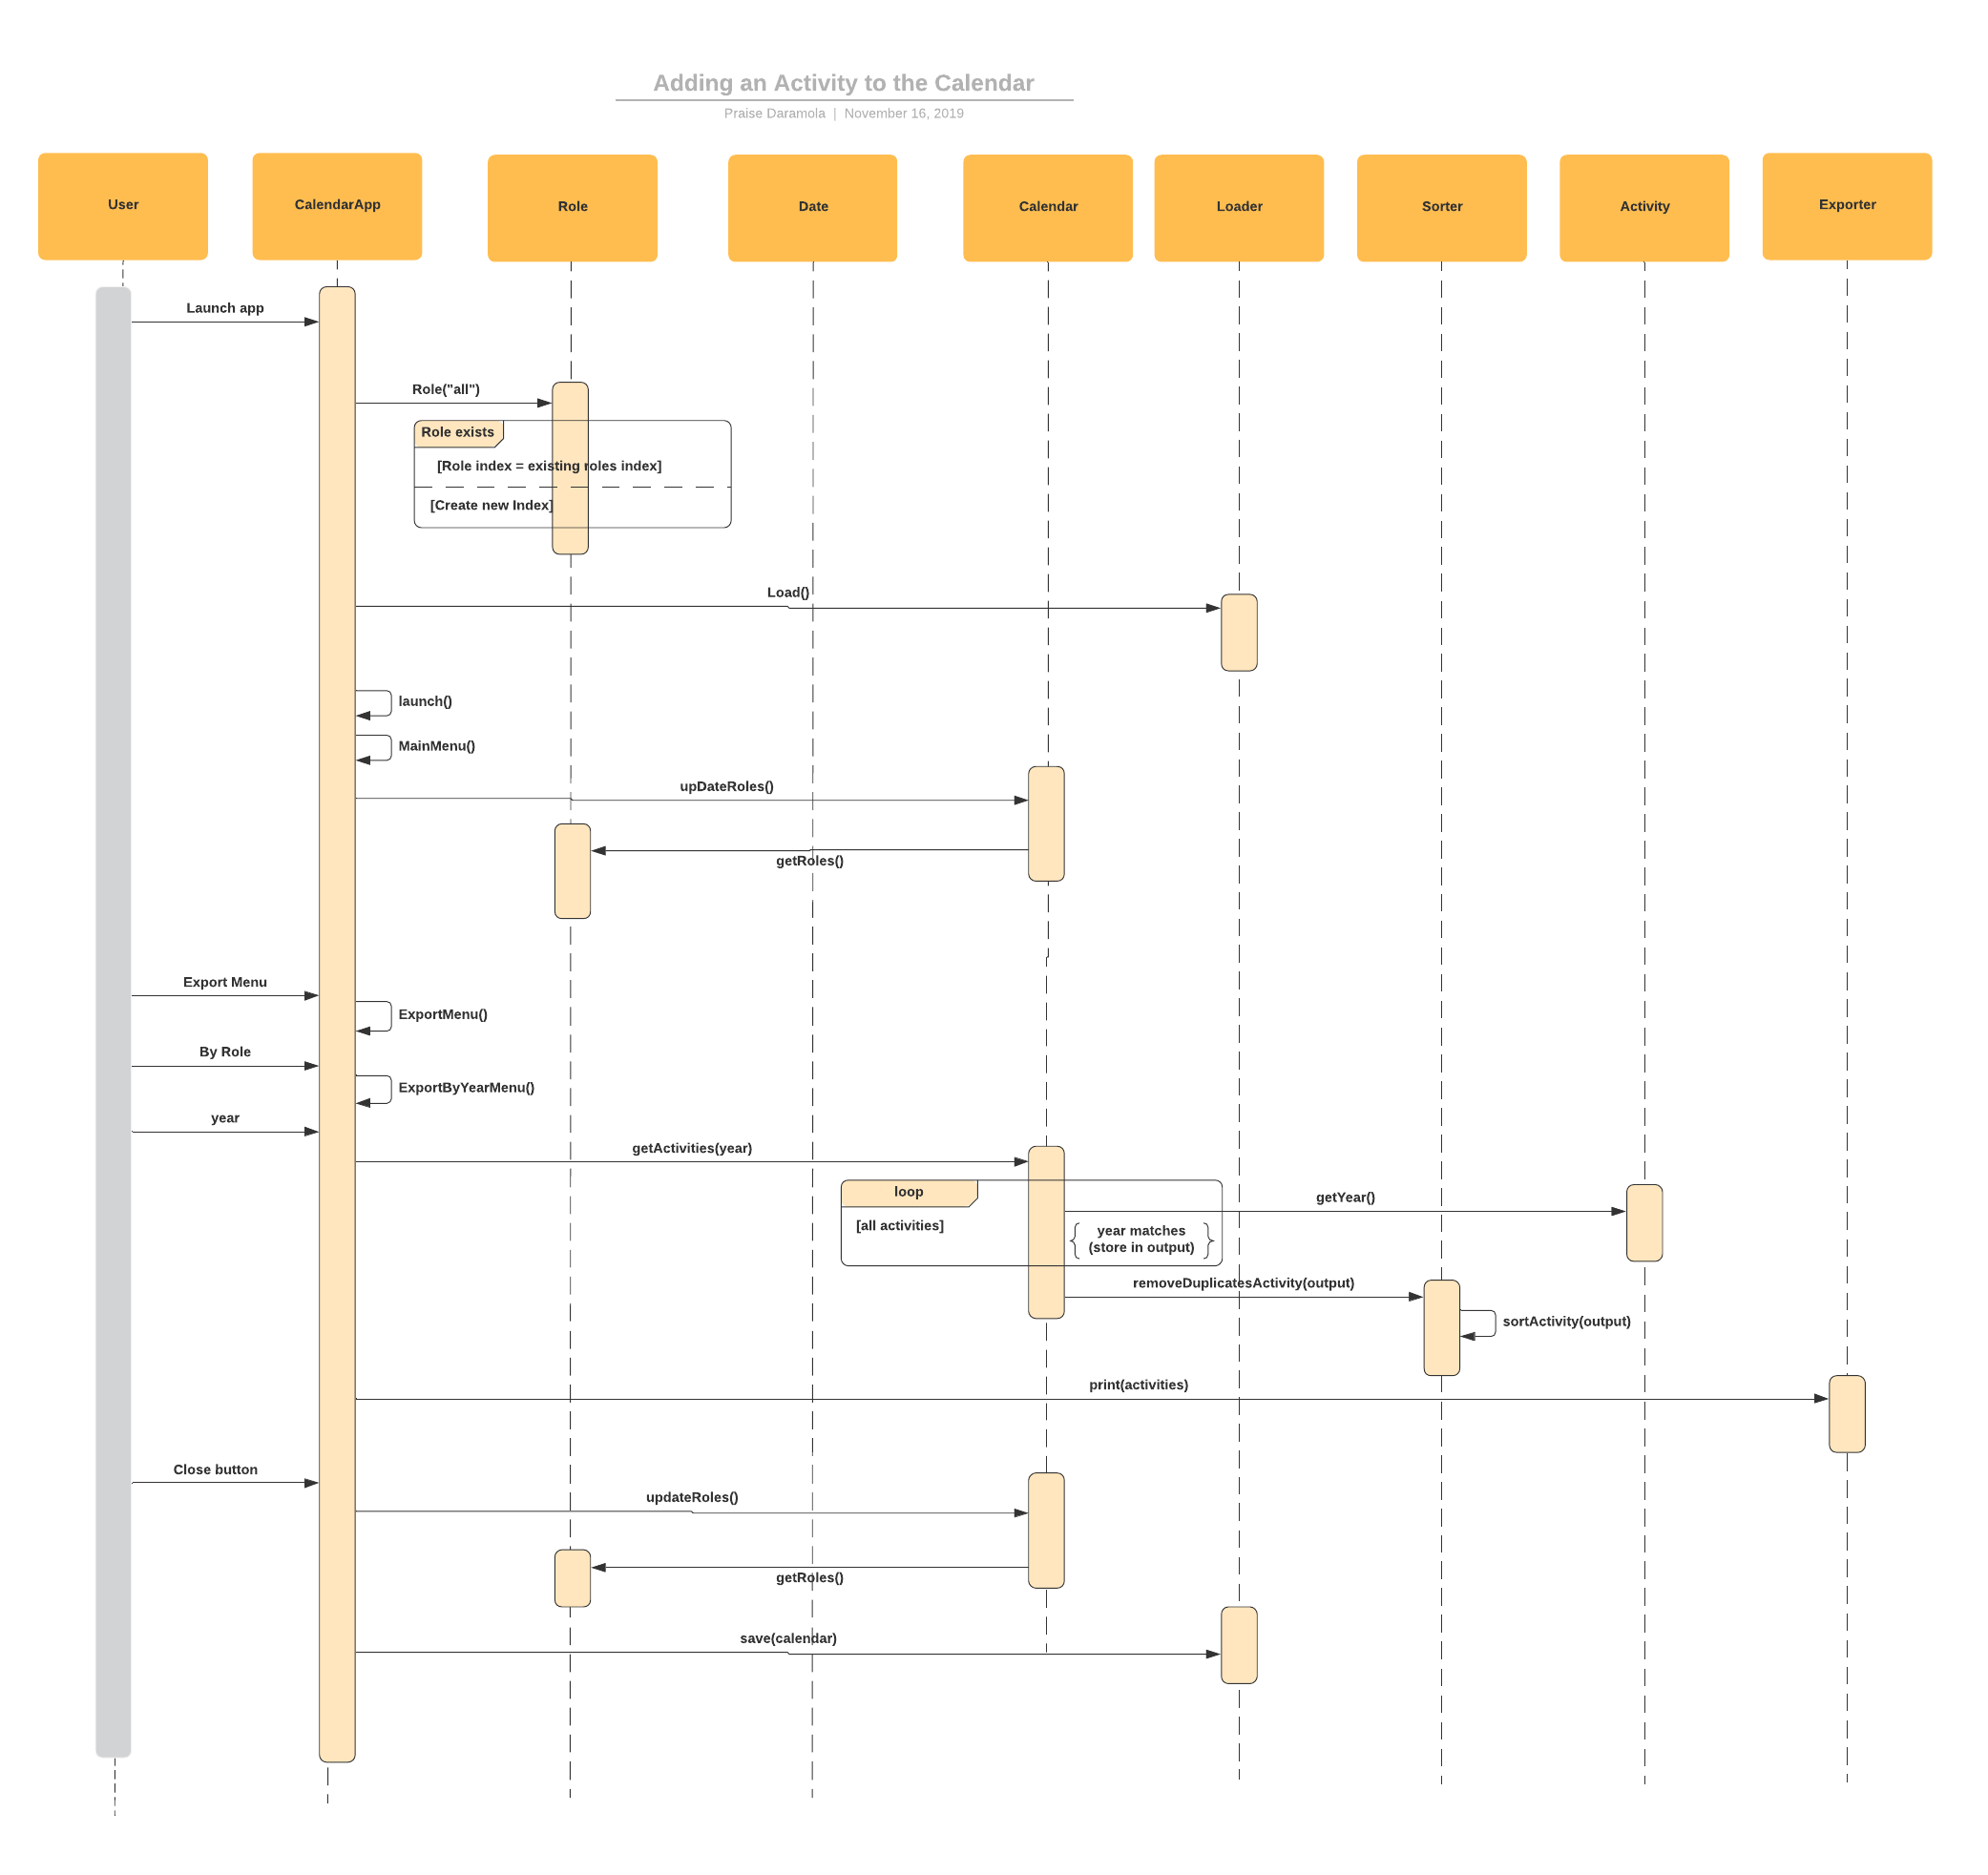 Adding an Activity to the Calendar
Praise Daramola | November 16, 2019
User
CalendarApp
Role
Date
Calendar
Loader
Sorter
Activity
Exporter
Launch app
Role("all")
Role exists
[Role index = existing roles index]
[Create new Index]
Load()
launch()
MainMenu()
upDateRoles()
getRoles()
Export Menu
ExportMenu()
By Role
ExportByYearMenu()
year
getActivities(year)
loop
getYear()
[all activities]
year matches
(store in output)
removeDuplicatesActivity(output)
sortActivity(output)
print(activities)
Close button
updateRoles()
getRoles()
save(calendar)